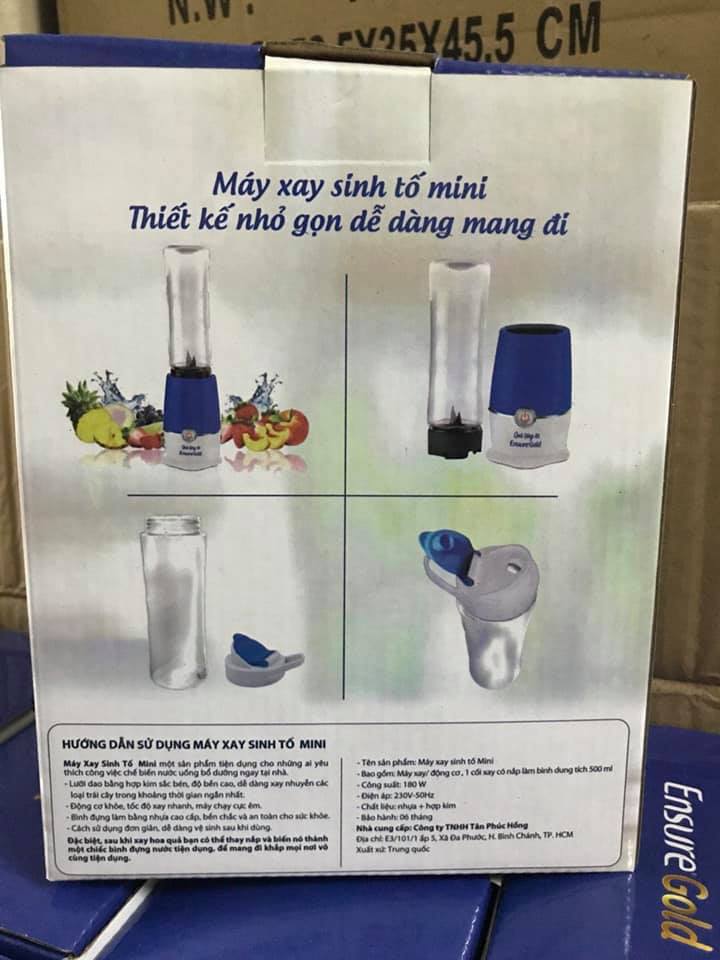 N.W :
5X35X45.5 CM
Máy xay sinh tố mini
Thiết kế nhỏ gọn dễ dàng mang đi
Quà tặng từ
EnsureGold
Quà tặng từ
EnsureGold
HƯỚNG DẪN SỬ DỤNG MÁY XAY SINH TỐ MINI
Máy Xay Sinh Tố Mini một sản phẩm tiện dụng cho những ai yêu
thích công việc chế biến nước uống bổ dưỡng ngay tại nhà.
- Lưỡi dao bằng hợp kim sắc bén, độ bền cao, dễ dàng xay nhuyễn các
loại trái cây trong khoảng thời gian ngắn nhất.
- Động cơ khỏe, tốc độ xay nhanh, máy chạy cực êm.
- Bình đựng làm bằng nhựa cao cấp, bền chắc và an toàn cho sức khỏe.
- Cách sử dụng đơn giản, dễ dàng vệ sinh sau khi dùng.
Đặc biệt, sau khi xay hoa quả bạn có thể thay nắp và biến nó thành
một chiếc bình đựng nước tiện dụng, để mang đi khắp mọi nơi vô
cùng tiện dụng.
- Tên sản phẩm: Máy xay sinh tố Mini
- Bao gồm: Máy xay/ động cơ, 1 cối xay có nắp làm bình dung tích 500 ml
- Công suất: 180 W
- Điện áp: 230V-50Hz
- Chất liệu: nhựa + hợp kim
- Bảo hành: 06 tháng
Nhà cung cấp: Công ty TNHH Tân Phúc Hồng
Địa chỉ: E3/101/1 ấp 5, Xã Đa Phước, H. Bình Chánh, TP. HCM
Xuất xứ: Trung quốc
EnsureGold